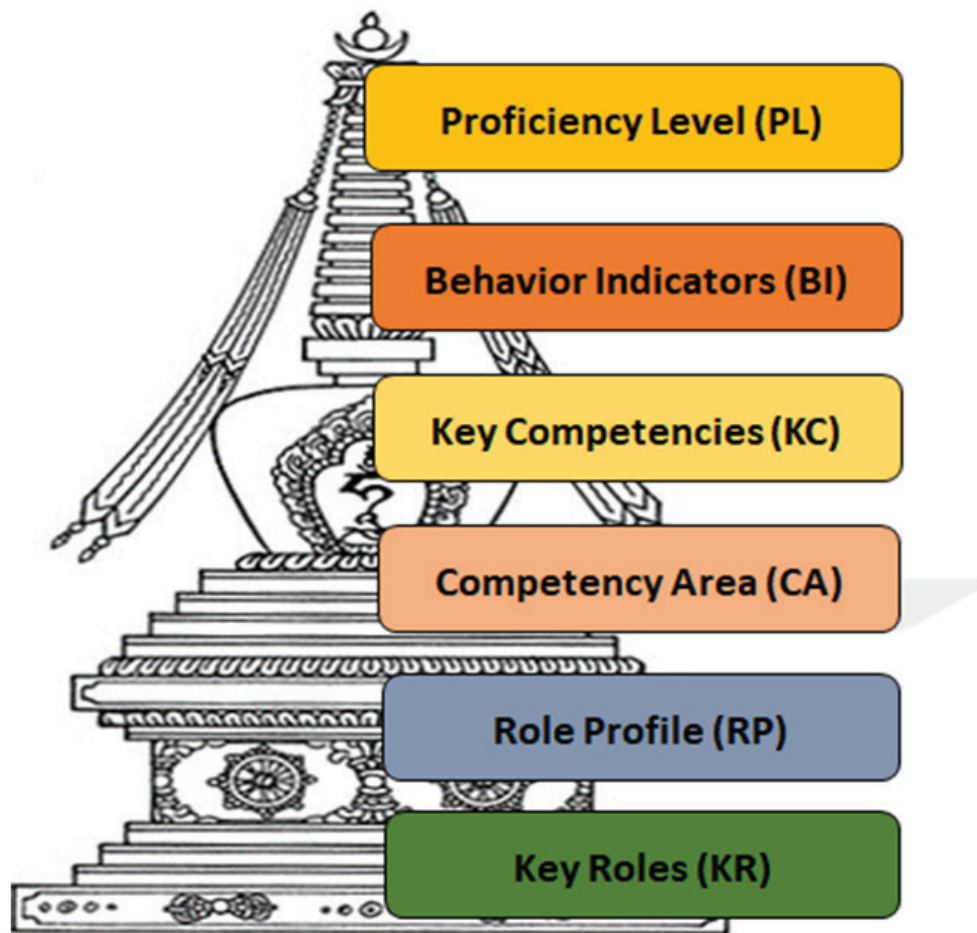 Proficiency Level (PL)
Behavior Indicators (BI)
Key Competencies (KC)
Competency Area (CA)
Role Profile (RP)
Key Roles (KR)